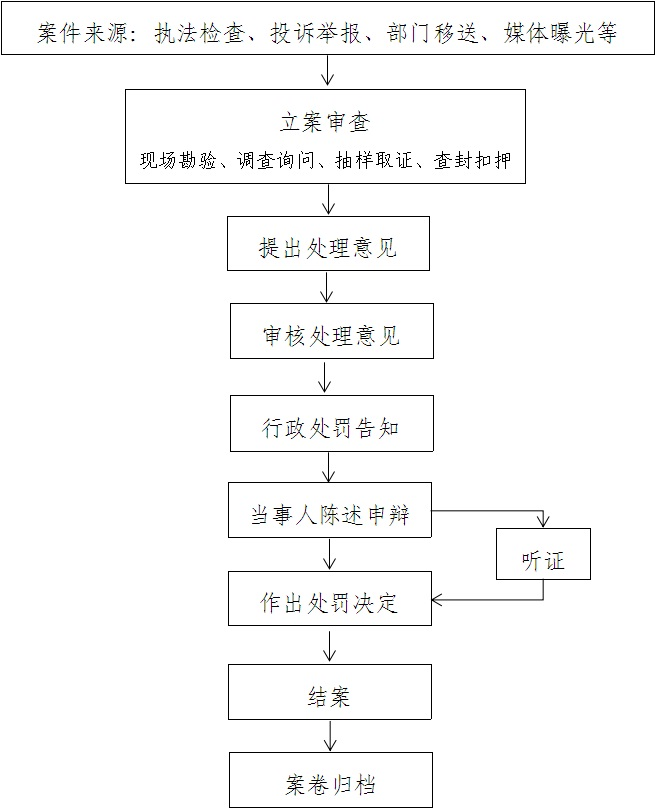 案件来源：执法检查、投诉举报、部门移送、媒体曝光等
立案审查
现场勘验、调查询问、抽样取证、查封扣押
提出处理意见
审核处理意见
行政处罚告知
当事人陈述申辩
听证
作出处罚决定
结案
案卷归档